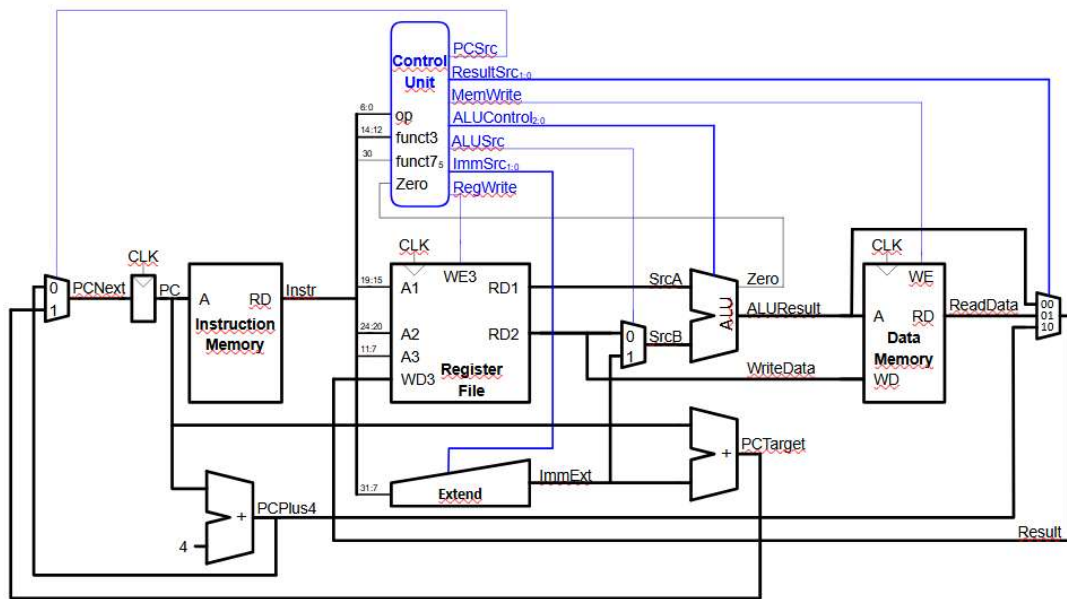 PCSrc
Control
Unit
ResultSrc1:0
MemWrite
6:0
op
ALUControl2:0
14:12
funct3
ALUSrc
30
funct75
ImmSrc1:0
Zero
RegWrite
CLK
CLK
CLK
0
1
PCNext
PC
A
RD
Instruction
Memory
Instr
19:15
A1
WE3
RD1
SrcA
Zero
ALU
ALUResult
WE
A
RD
ReadData
00
01
10
24:20
A2
RD2
0
1
SrcB
Data
Memory
11:7
A3
WD3
Register
File
WriteData
WD
+
PCTarget
31:7
Extend
ImmExt
+
PCPlus4
4
Result